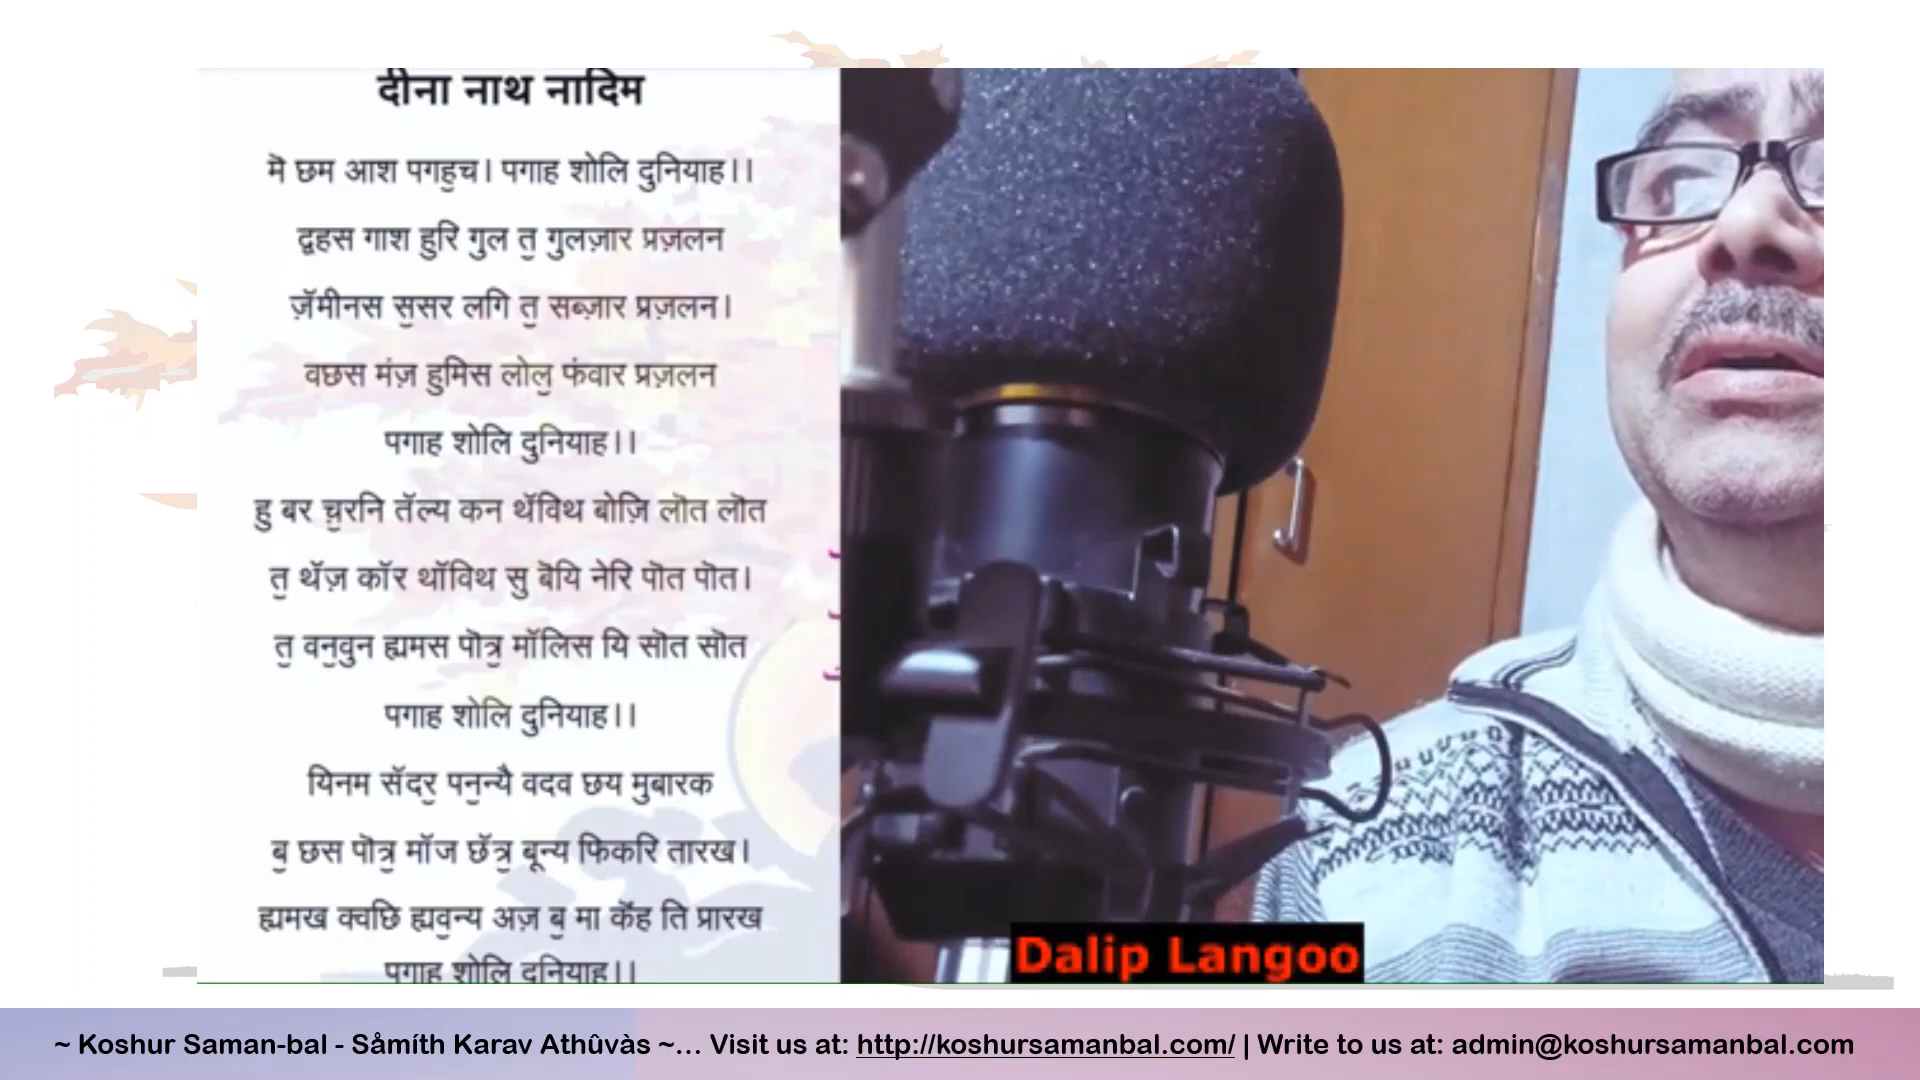 दीना नाथ नादिम
मॆ छम आश पगहॖच। पगाह शोलि दुनियाह।।
द्वहस गाश हुरि गुल तॖ गुलज़ार प्रज़लन
ज़ॅमीनस सॖसर लगि तॖ सब्ज़ार प्रज़लन।
वछस मंज़ हुमिस लोलॖ फंवार प्रज़लन
पगाह शोलि दुनियाह।।
हु बर चॖरनि तॅल्य कन थॅविथ बोज़ि लॊत लॊत
तॖ थॅज़ कॉर थॉविथ सु बॆयि नेरि पॊत पॊत।
तॖ वनॖवुन ह्यमस पॊत्रॖ मॉलिस यि सॊत सॊत
पगाह शोलि दुनियाह।।
यिनम सॅदरॖ पनॖन्यै वदव छय मुबारक
बॖ छस पॊत्रॖ मॉज छॅत्रॖ बून्य फिकरि तारख।
ह्यमख क्वछि ह्यवॖन्य अज़ बॖ मा कॆंह ति प्रारख
पगाह शोलि दुनियाह।।
Dalip Langoo
~ Koshur Saman-bal - Såmíth Karav Athûvàs ~... Visit us at: http://koshursamanbal.com/ | Write to us at: admin@koshursamanbal.com